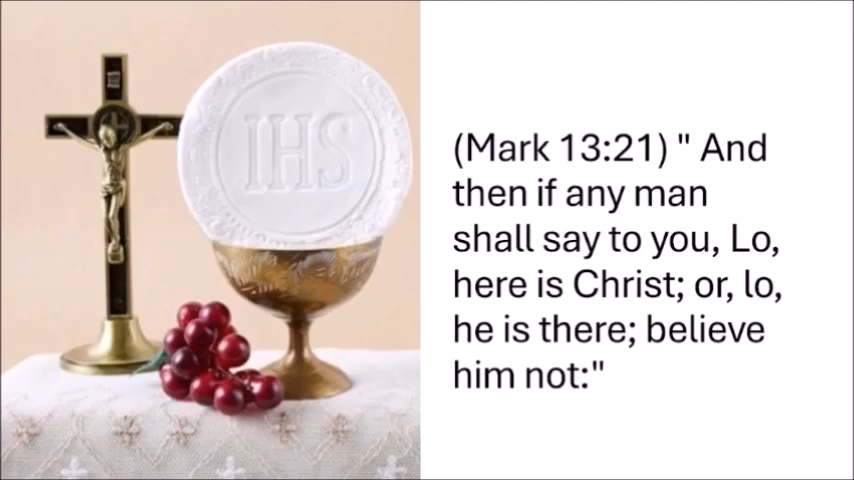 IHS
(Mark 13:21) " And
then if any man
shall say to you, Lo,
here is Christ; or, lo,
he is there; believe
him not:"